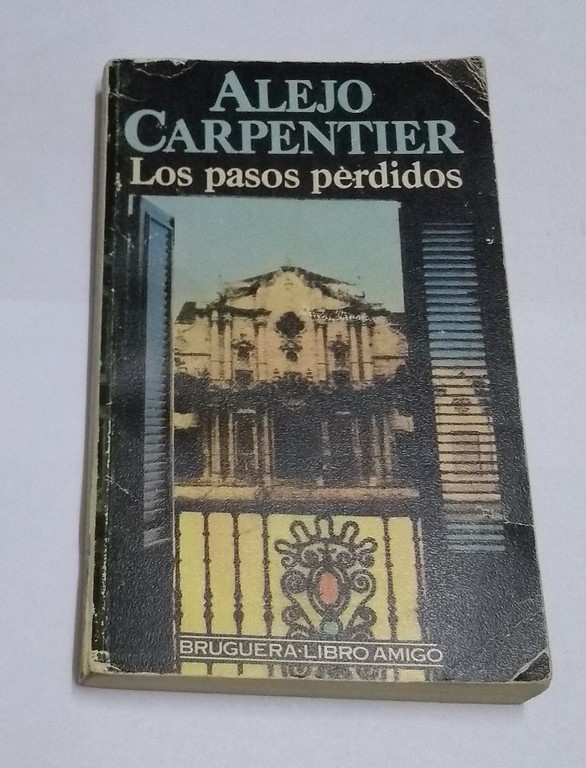 ALEJO
CARPENTIER
Los pasos perdidos
BRUGUERA·LIBRO AMIGO